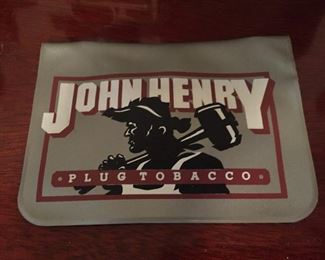 JOHN HENRY
• PLUG TOBACCO •